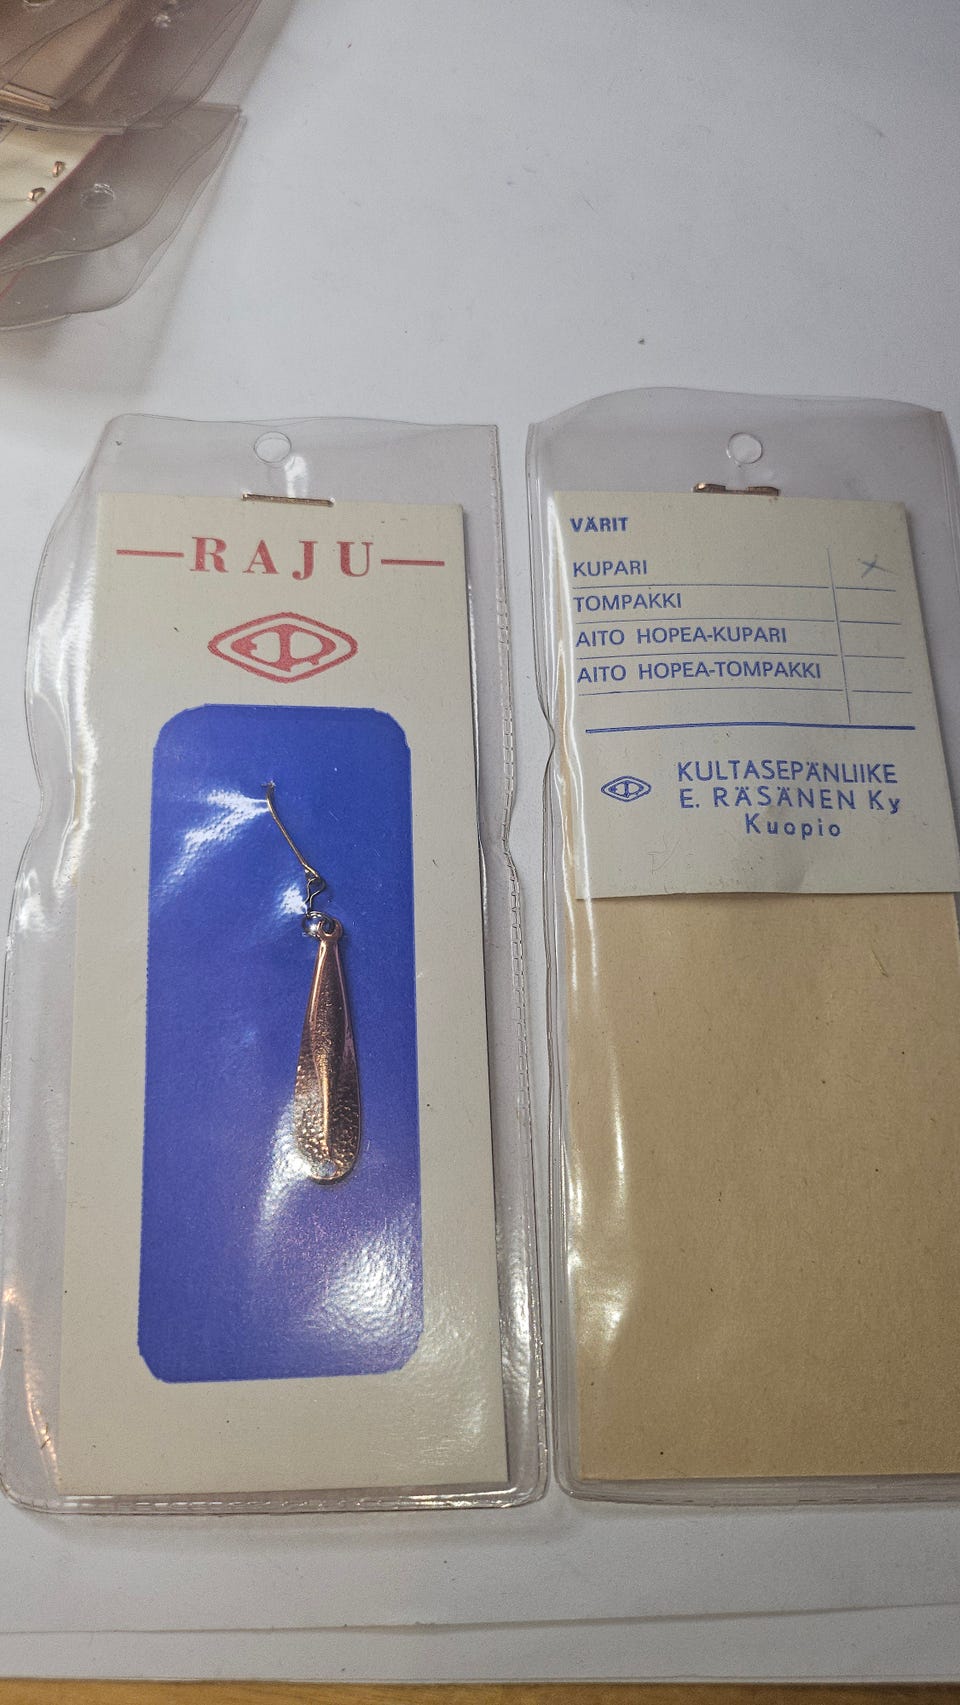 RAJU
VÄRIT
KUPARI
TOMPAKKI
AITO HOPEA-KUPARI
AITO HOPEA-TOMPAKKI
KULTASEPÄNLIIKE
E. RÄSÄNEN Ky
Kuopio